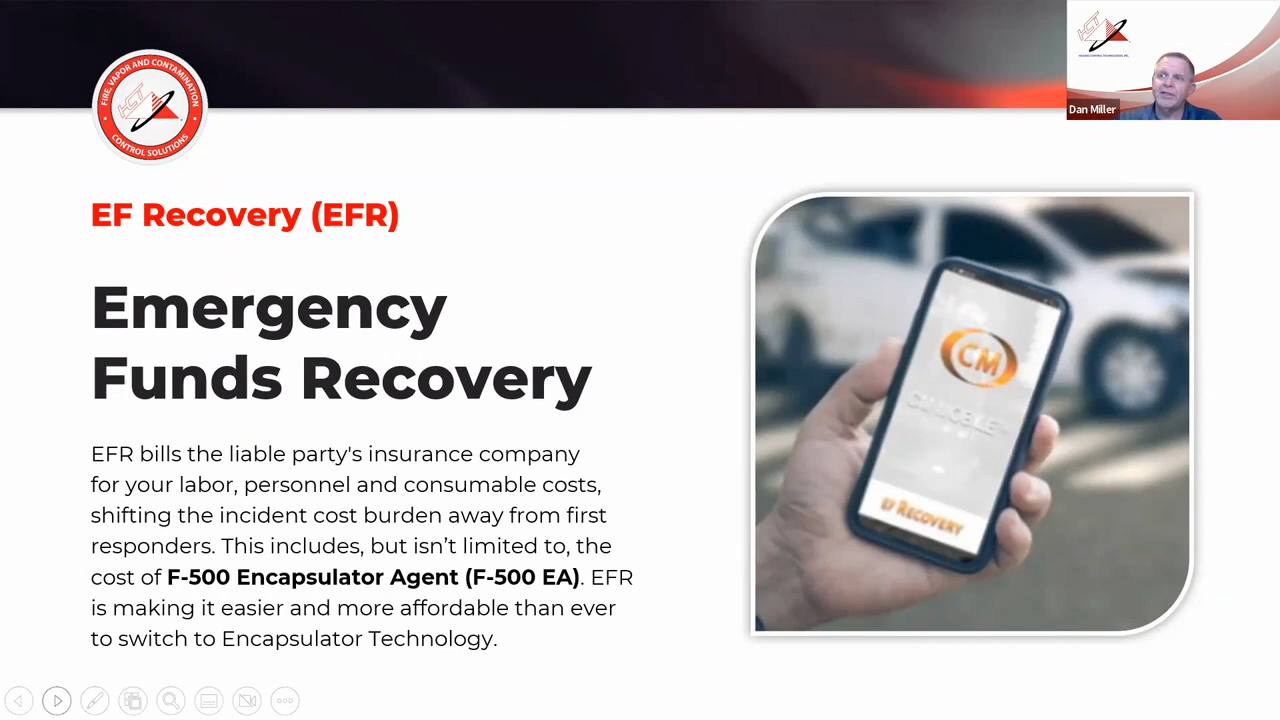 FIRE, VAPOR AND CONTAMINATION
HCT
CONTROL SOLUTIONS
HCT
Dan Miller
EF Recovery (EFR)
Emergency
Funds Recovery
EFR bills the liable party's insurance company
for your labor, personnel and consumable costs,
shifting the incident cost burden away from first
responders. This includes, but isn’t limited to, the
cost of F-500 Encapsulator Agent (F-500 EA). EFR
is making it easier and more affordable than ever
to switch to Encapsulator Technology.
CM
CM MOBILE
EF RECOVERY